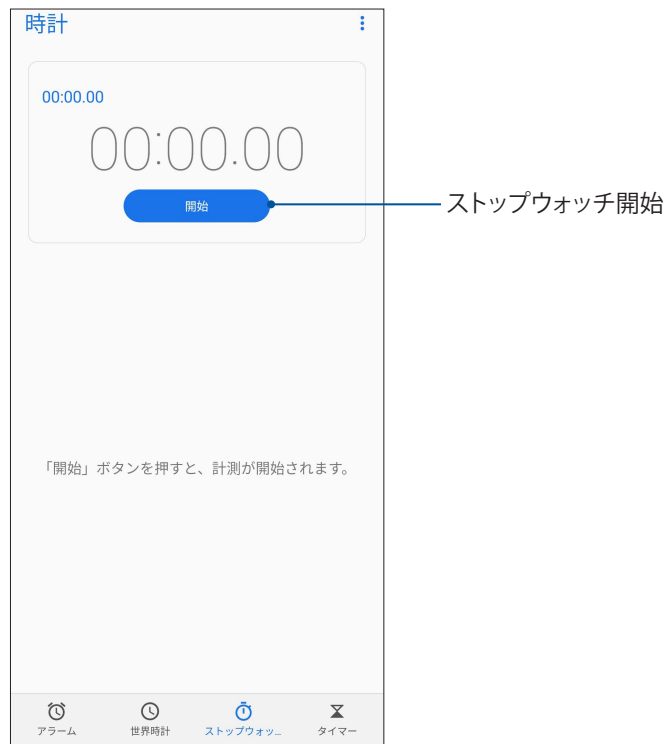 時計
00:00.00
00:00.00
開始
ストップウォッチ開始
「開始」ボタンを押すと、計測が開始されます。
アラーム
世界時計
ストップウォッ...
タイマー